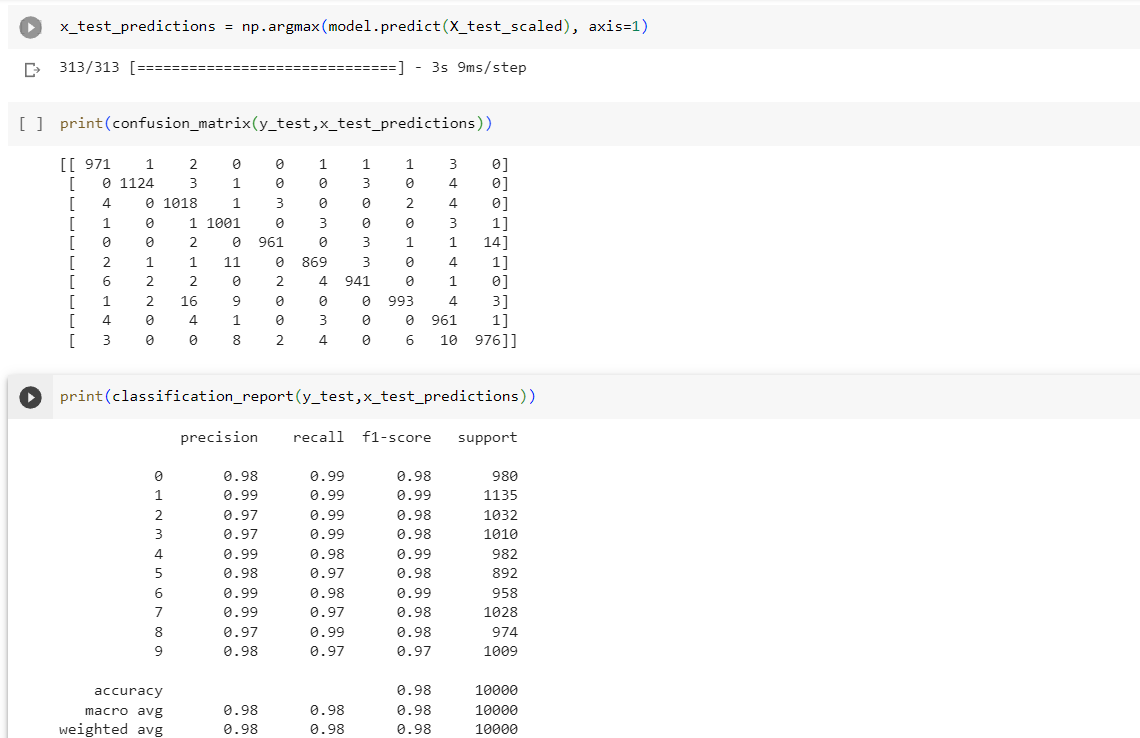 x_test_predictions = np.argmax(model.predict(X_test_scaled), axis=1)
313/313 [==============================] - 3s 9ms/step
[ ] print(confusion_matrix(y_test,x_test_predictions))
[[ 971    1    2    0    0    1    1    1    3    0]
 [   0 1124    3    1    0    0    3    0    4    0]
 [   4    0 1018    1    3    0    0    2    4    0]
 [   1    0    1 1001    0    3    0    0    3    1]
 [   0    0    2    0  961    0    3    1    1   14]
 [   2    1    1   11    0  869    3    0    4    1]
 [   6    2    2    0    2    4  941    0    1    0]
 [   1    2   16    9    0    0    0  993    4    3]
 [   4    0    4    1    0    3    0    0  961    1]
 [   3    0    0    8    2    4    0    6   10  976]]
print(classification_report(y_test,x_test_predictions))
              precision    recall  f1-score   support
           0       0.98      0.99      0.98       980
           1       0.99      0.99      0.99      1135
           2       0.97      0.99      0.98      1032
           3       0.97      0.99      0.98      1010
           4       0.99      0.98      0.99       982
           5       0.98      0.97      0.98       892
           6       0.99      0.98      0.99       958
           7       0.99      0.97      0.98      1028
           8       0.97      0.99      0.98       974
           9       0.98      0.97      0.97      1009
    accuracy                           0.98     10000
   macro avg       0.98      0.98      0.98     10000
weighted avg       0.98      0.98      0.98     10000